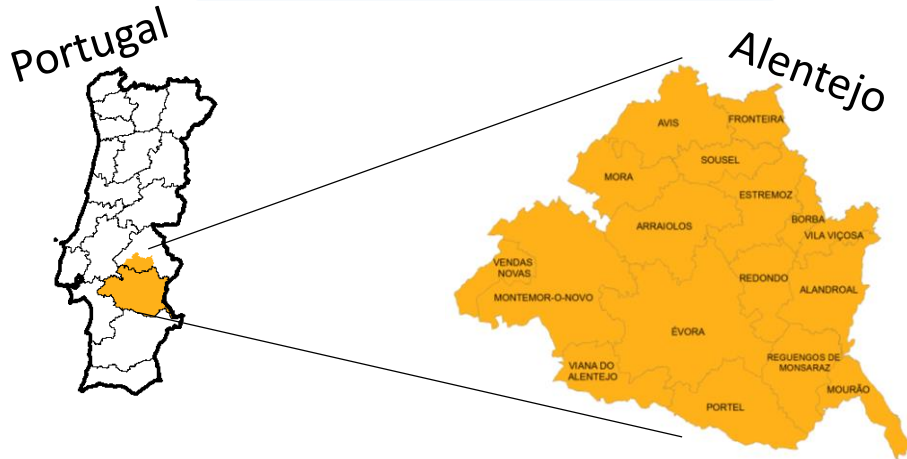 Portugal
Alentejo
AVIS
FRONTEIRA
SOUSEL
MORA
ESTREMOZ
BORBA
ARRAIOLOS
VILA VIÇOSA
VENDAS
NOVAS
REDONDO
ALANDROAL
MONTEMOR-O-NOVO
ÉVORA
REGUENGOS DE
MONSARAZ
VIANA DO
ALENTEJO
MOURÃO
PORTEL